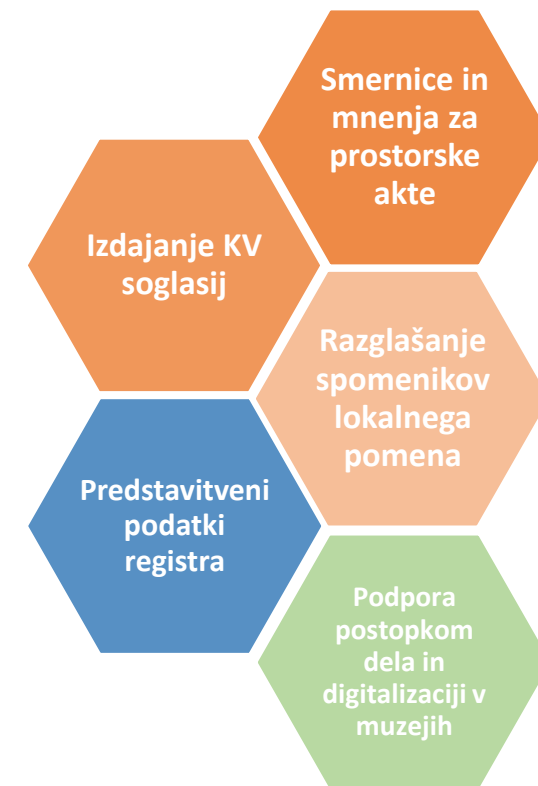 Smernice in
mnenja za
prostorske
akte
Izdajanje KV
soglasij
Razglašanje
spomenikov
lokalnega
pomena
Predstavitveni
podatki
registra
Podpora
postopkom
dela in
digitalizaciji v
muzejih